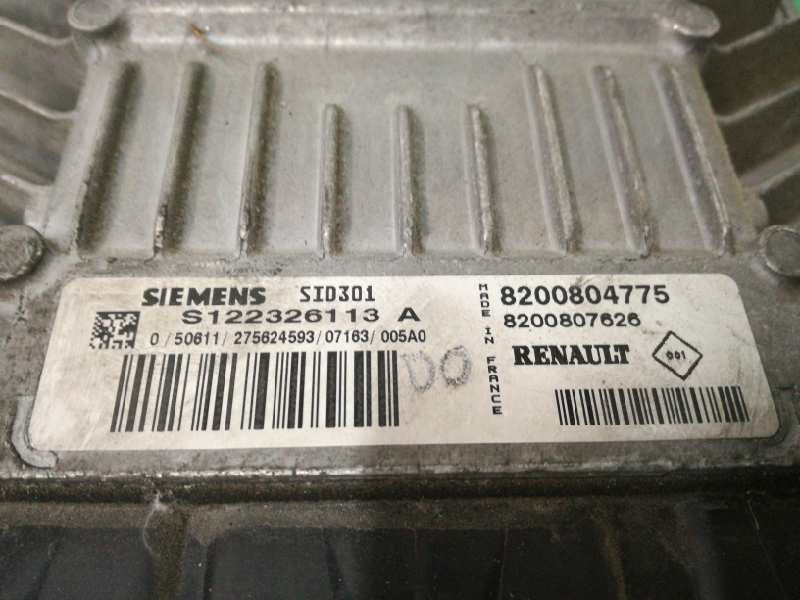 SIEMENS SID301
S122326113 A
0/50611/275624593/07163/005A0
DO
MADE IN FRANCE
8200804775
8200807626
RENAULT 001